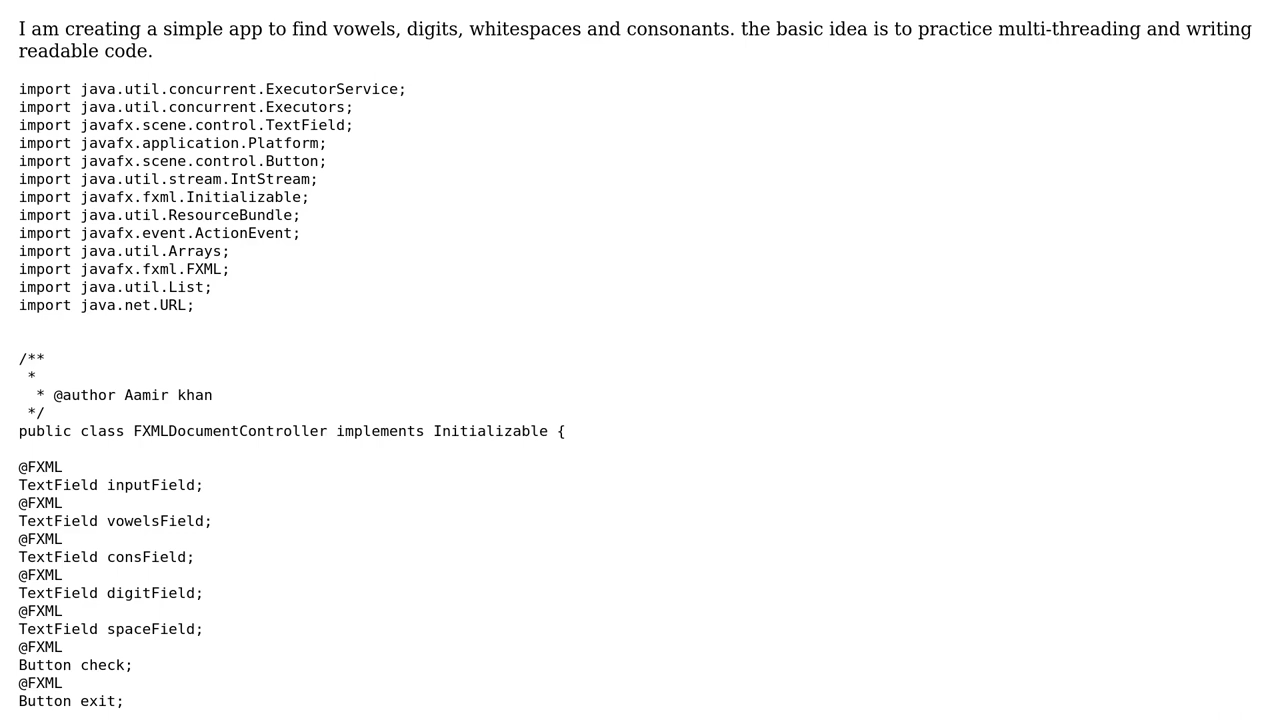 I am creating a simple app to find vowels, digits, whitespaces and consonants. the basic idea is to practice multi-threading and writing
readable code.
import java.util.concurrent.ExecutorService;
import java.util.concurrent.Executors;
import javafx.scene.control.TextField;
import javafx.application.Platform;
import javafx.scene.control.Button;
import java.util.stream.IntStream;
import javafx.fxml.Initializable;
import java.util.ResourceBundle;
import javafx.event.ActionEvent;
import java.util.Arrays;
import javafx.fxml.FXML;
import java.util.List;
import java.net.URL;
/**
 *
  * @author Aamir khan
 */
public class FXMLDocumentController implements Initializable {
@FXML
TextField inputField;
@FXML
TextField vowelsField;
@FXML
TextField consField;
@FXML
TextField digitField;
@FXML
TextField spaceField;
@FXML
Button check;
@FXML
Button exit;